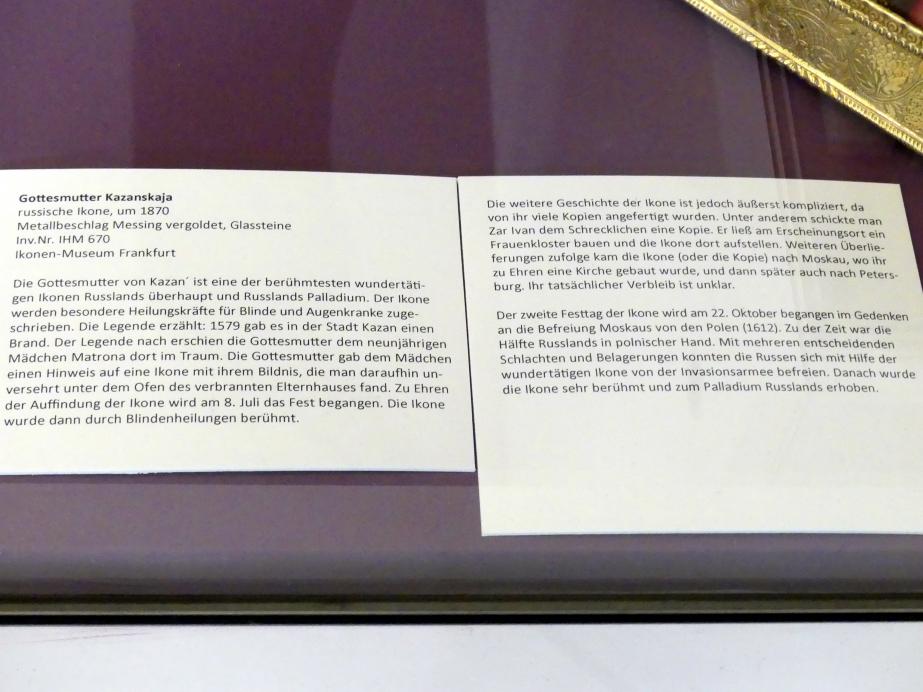 Gottesmutter Kazanskaja
russische Ikone, um 1870
Metallbeschlag Messing vergoldet, Glassteine
Inv.Nr. IHM 670
Ikonen-Museum Frankfurt
Die Gottesmutter von Kazan´ ist eine der berühmtesten wundertäti-
gen Ikonen Russlands überhaupt und Russlands Palladium. Der Ikone
werden besondere Heilungskräfte für Blinde und Augenkranke zuge-
schrieben. Die Legende erzählt: 1579 gab es in der Stadt Kazan einen
Brand. Der Legende nach erschien die Gottesmutter dem neunjährigen
Mädchen Matrona dort im Traum. Die Gottesmutter gab dem Mädchen
einen Hinweis auf eine Ikone mit ihrem Bildnis, die man daraufhin un-
versehrt unter dem Ofen des verbrannten Elternhauses fand. Zu Ehren
der Auffindung der Ikone wird am 8. Juli das Fest begangen. Die Ikone
wurde dann durch Blindenheilungen berühmt.
Die weitere Geschichte der Ikone ist jedoch äußerst kompliziert, da
von ihr viele Kopien angefertigt wurden. Unter anderem schickte man
Zar Ivan dem Schrecklichen eine Kopie. Er ließ am Erscheinungsort ein
Frauenkloster bauen und die Ikone dort aufstellen. Weiteren Überlie-
ferungen zufolge kam die Ikone (oder die Kopie) nach Moskau, wo ihr
zu Ehren eine Kirche gebaut wurde, und dann später auch nach Peters-
burg. Ihr tatsächlicher Verbleib ist unklar.
Der zweite Festtag der Ikone wird am 22. Oktober begangen im Gedenken
an die Befreiung Moskaus von den Polen (1612). Zu der Zeit war die
Hälfte Russlands in polnischer Hand. Mit mehreren entscheidenden
Schlachten und Belagerungen konnten die Russen sich mit Hilfe der
wundertätigen Ikone von der Invasionsarmee befreien. Danach wurde
die Ikone sehr berühmt und zum Palladium Russlands erhoben.